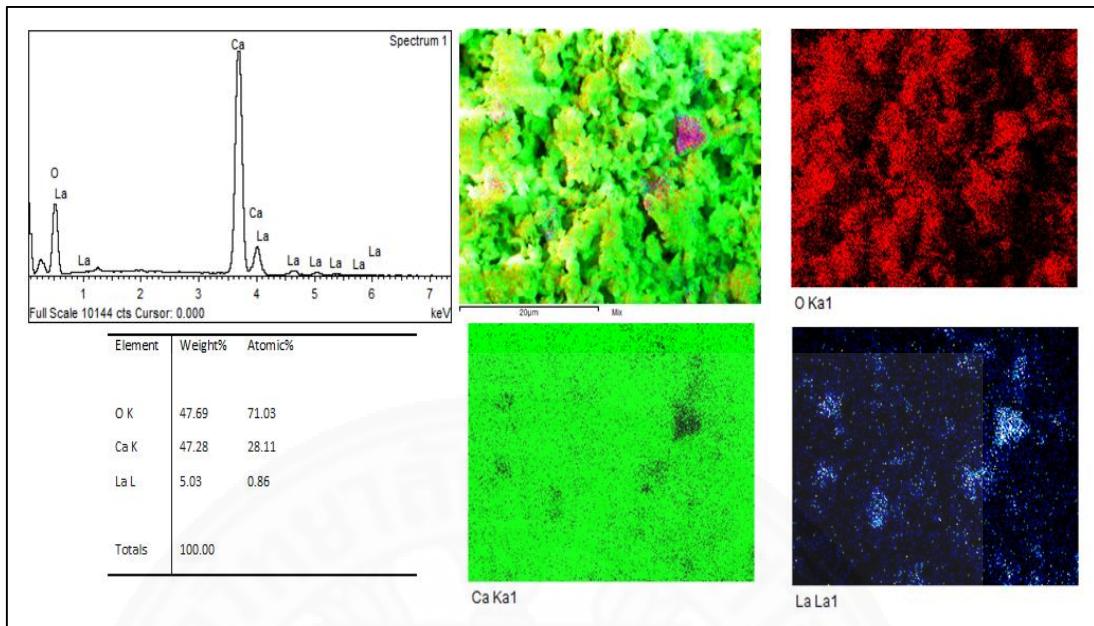 Spectrum 1
Ca
O
La
Ca
La
La
La
La
La
La
La
1 2 3 4 5 6 7
Full Scale 10144 cts Cursor: 0.000 keV
20µm Mix
O Ka1
Element Weight% Atomic%
O K 47.69 71.03
Ca K 47.28 28.11
La L 5.03 0.86
Totals 100.00
Ca Ka1
La La1